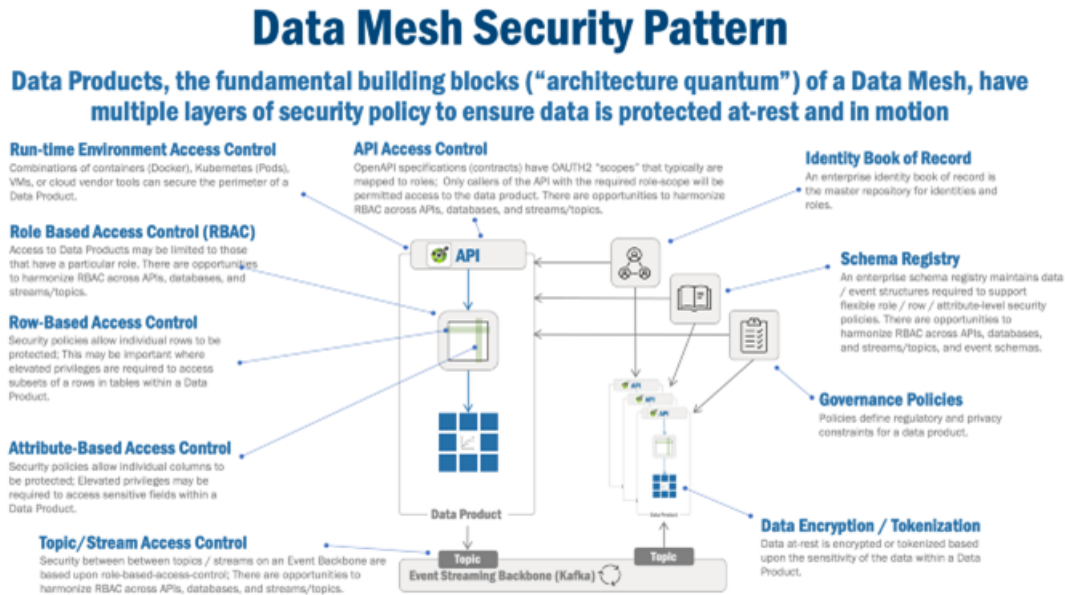 Data Mesh Security Pattern
Data Products, the fundamental building blocks (“architecture quantum”) of a Data Mesh, have
multiple layers of security policy to ensure data is protected at-rest and in motion
Run-time Environment Access Control
Combinations of containers (Docker), Kubernetes (Pods),
VMs, or cloud vendor tools can secure the perimeter of a
Data Product.
Role Based Access Control (RBAC)
Access to Data Products may be limited to those
that have a particular role. There are opportunities
to harmonize RBAC across APIs, databases, and
streams/topics.
Row-Based Access Control
Security policies allow individual rows to be
protected; This may be important where
elevated privileges are required to access
subsets of a rows in tables within a Data
Product.
Attribute-Based Access Control
Security policies allow individual columns to
be protected; Elevated privileges may be
required to access sensitive fields within a
Data Product.
Topic/Stream Access Control
Security between between topics / streams on an Event Backbone are
based upon role-based-access-control; There are opportunities to
harmonize RBAC across APIs, databases, and streams/topics.
API Access Control
OpenAPI specifications (contracts) have OAUTH2 “scopes” that typically are
mapped to roles; Only callers of the API with the required role-scope will be
permitted access to the data product. There are opportunities to harmonize
RBAC across APIs, databases, and streams/topics.
API
Data Product
Topic
Event Streaming Backbone (Kafka)
API
API
API
Data Product
Topic
Identity Book of Record
An enterprise identity book of record is
the master repository for identities and
roles.
Schema Registry
An enterprise schema registry maintains data
/ event structures required to support
flexible role / row / attribute-level security
policies. There are opportunities to
harmonize RBAC across APIs, databases,
and streams/topics, and event schemas.
Governance Policies
Policies define regulatory and privacy
constraints for a data product.
Data Encryption / Tokenization
Data at-rest is encrypted or tokenized based
upon the sensitivity of the data within a Data
Product.